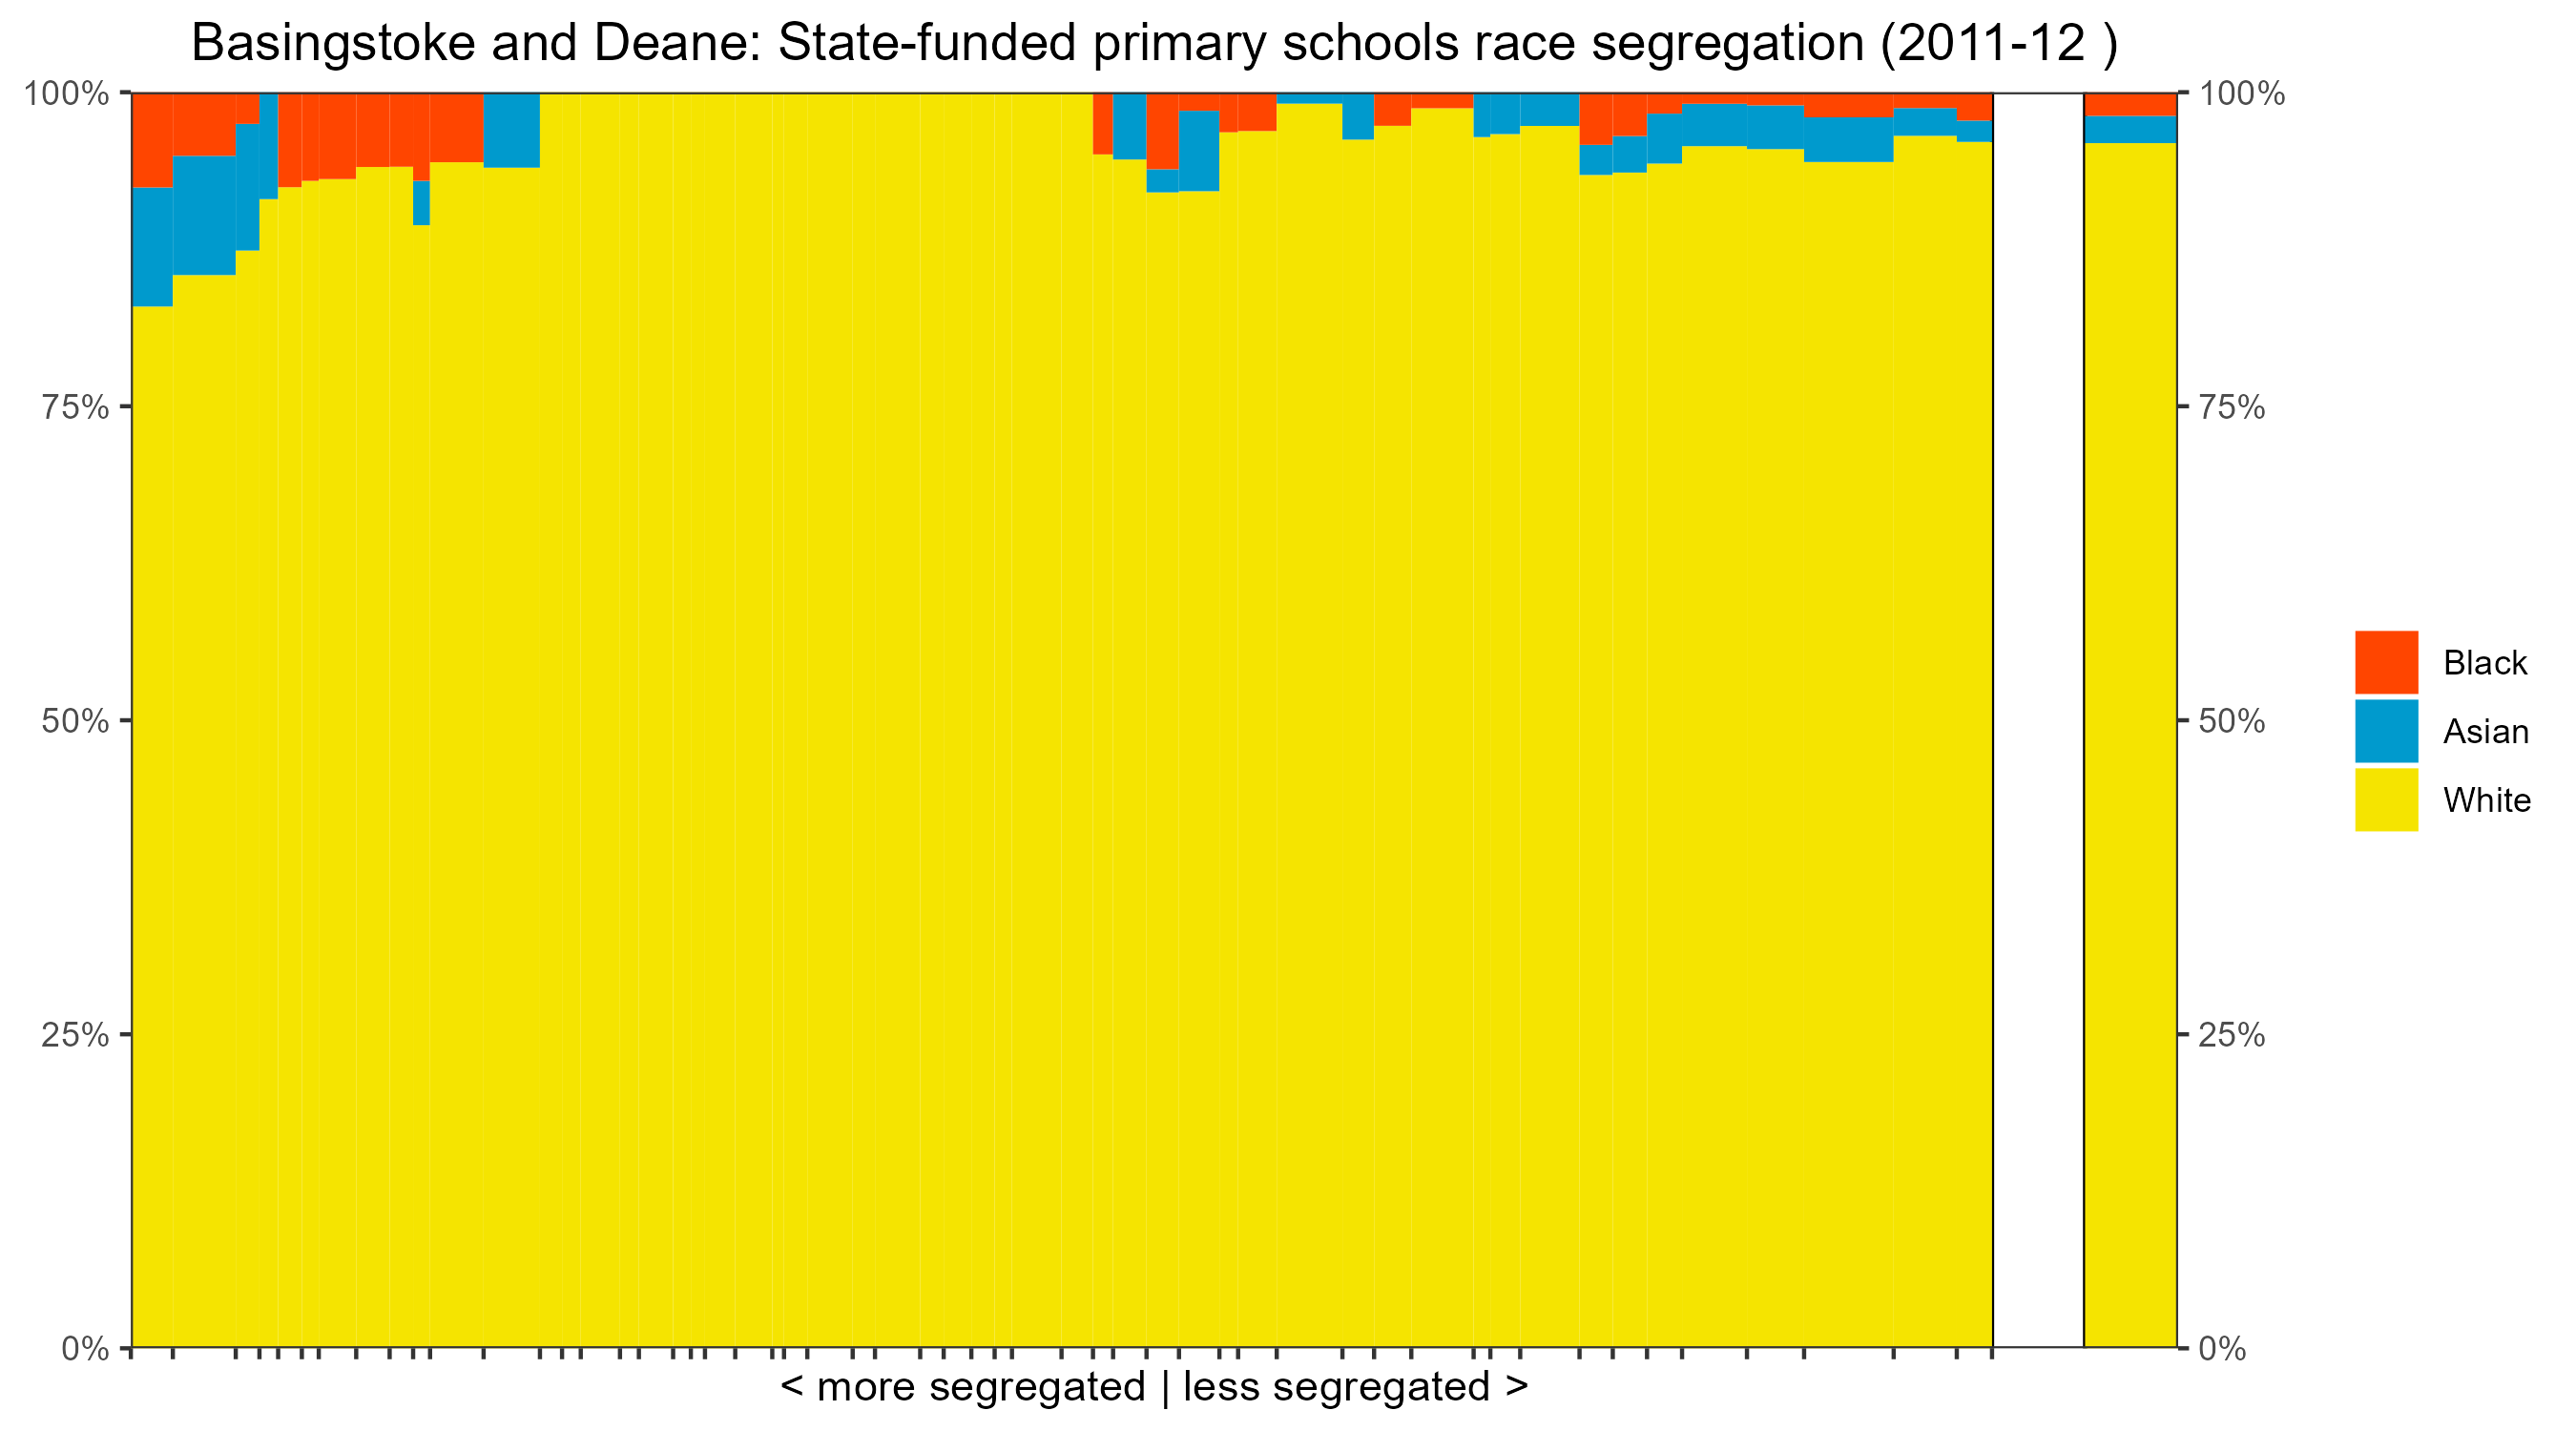 Basingstoke and Deane: State-funded primary schools race segregation (2011-12 )
100%
75%
50%
25%
0%
100%
75%
50%
25%
0%
Black
Asian
White
< more segregated | less segregated >